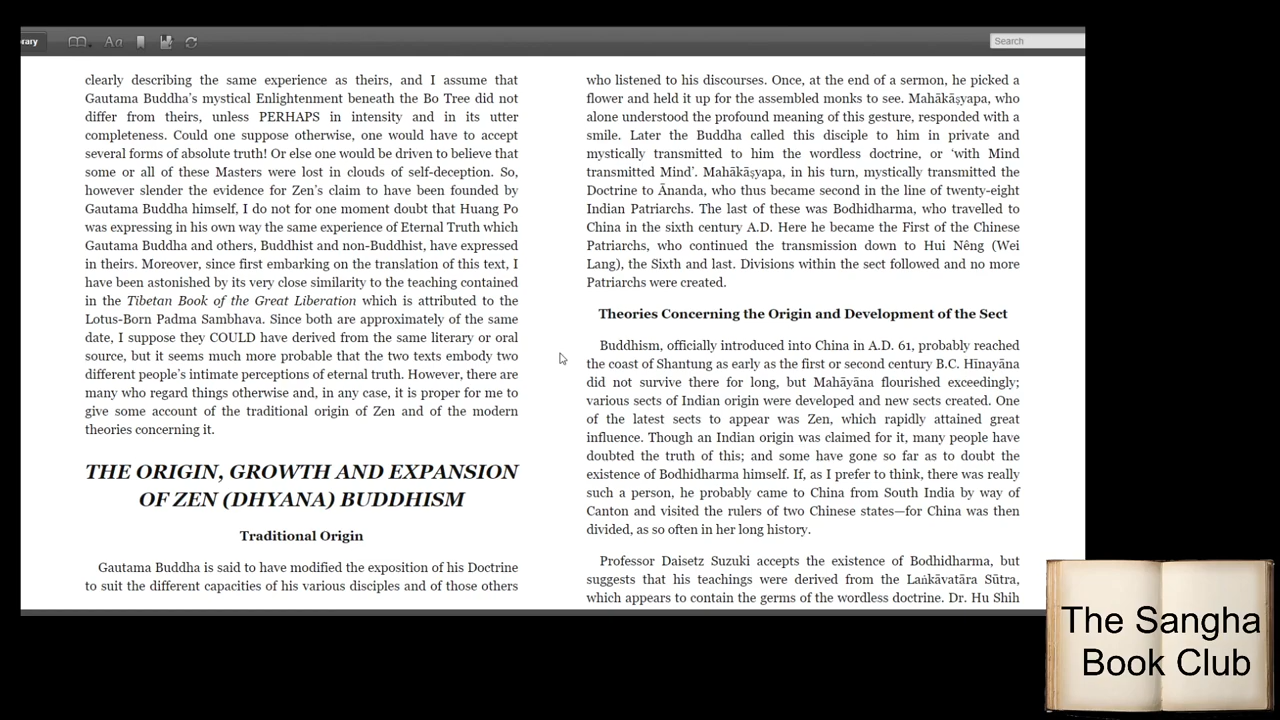 rary
Aa
Search
clearly describing the same experience as theirs, and I assume that
Gautama Buddha's mystical Enlightenment beneath the Bo Tree did not
differ from theirs, unless PERHAPS in intensity and in its utter
completeness. Could one suppose otherwise, one would have to accept
several forms of absolute truth! Or else one would be driven to believe that
some or all of these Masters were lost in clouds of self-deception. So,
however slender the evidence for Zen's claim to have been founded by
Gautama Buddha himself, I do not for one moment doubt that Huang Po
was expressing in his own way the same experience of Eternal Truth which
Gautama Buddha and others, Buddhist and non-Buddhist, have expressed
in theirs. Moreover, since first embarking on the translation of this text, I
have been astonished by its very close similarity to the teaching contained
in the Tibetan Book of the Great Liberation which is attributed to the
Lotus-Born Padma Sambhava. Since both are approximately of the same
date, I suppose they COULD have derived from the same literary or oral
source, but it seems much more probable that the two texts embody two
different people's intimate perceptions of eternal truth. However, there are
many who regard things otherwise and, in any case, it is proper for me to
give some account of the traditional origin of Zen and of the modern
theories concerning it.
THE ORIGIN, GROWTH AND EXPANSION
OF ZEN (DHYANA) BUDDHISM
Traditional Origin
Gautama Buddha is said to have modified the exposition of his Doctrine
to suit the different capacities of his various disciples and of those others
who listened to his discourses. Once, at the end of a sermon, he picked a
flower and held it up for the assembled monks to see. Mahākāṣyapa, who
alone understood the profound meaning of this gesture, responded with a
smile. Later the Buddha called this disciple to him in private and
mystically transmitted to him the wordless doctrine, or 'with Mind
transmitted Mind'. Mahākāṣyapa, in his turn, mystically transmitted the
Doctrine to Ānanda, who thus became second in the line of twenty-eight
Indian Patriarchs. The last of these was Bodhidharma, who travelled to
China in the sixth century A.D. Here he became the First of the Chinese
Patriarchs, who continued the transmission down to Hui Nêng (Wei
Lang), the Sixth and last. Divisions within the sect followed and no more
Patriarchs were created.
Theories Concerning the Origin and Development of the Sect
Buddhism, officially introduced into China in A.D. 61, probably reached
the coast of Shantung as early as the first or second century B.C. Hīnayāna
did not survive there for long, but Mahāyāna flourished exceedingly;
various sects of Indian origin were developed and new sects created. One
of the latest sects to appear was Zen, which rapidly attained great
influence. Though an Indian origin was claimed for it, many people have
doubted the truth of this; and some have gone so far as to doubt the
existence of Bodhidharma himself. If, as I prefer to think, there was really
such a person, he probably came to China from South India by way of
Canton and visited the rulers of two Chinese states—for China was then
divided, as so often in her long history.
Professor Daisetz Suzuki accepts the existence of Bodhidharma, but
suggests that his teachings were derived from the Laṅkāvatāra Sūtra,
which appears to contain the germs of the wordless doctrine. Dr. Hu Shih
The Sangha
Book Club